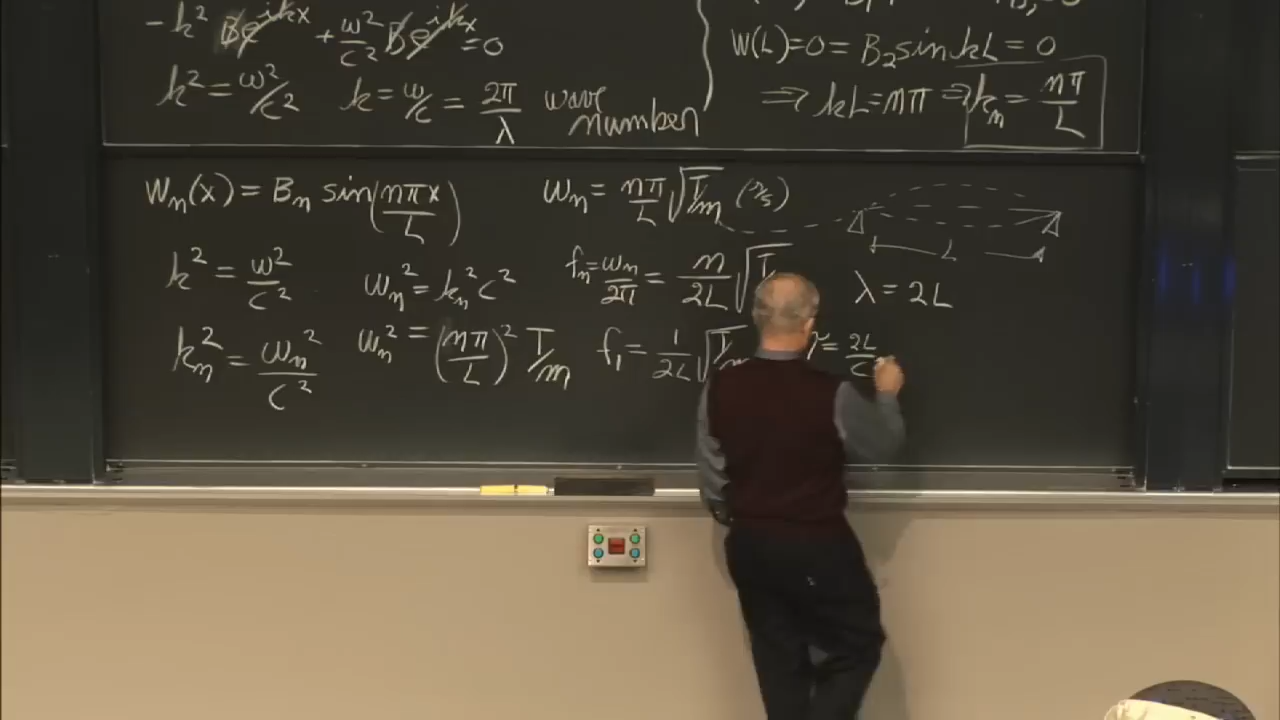 -k² Be^{ikx} + ω²/c² Be^{ikx} = 0
k² = ω²/c² k = ω/c = 2π/λ wave number
W(L)=0= B₂ sin kL = 0
⇒ kL = nπ ⇒ kₙ = nπ/L
Wₙ(x) = Bₙ sin(nπx/L)
k² = ω²/c² ωₙ² = kₙ² c²
kₙ² = ωₙ²/c² ωₙ² = (nπ/L)² T/m
ωₙ = nπ/L √T/m (r/s)
fₙ = ωₙ/2π = n/2L √T
f₁ = 1/2L √T/m
L
λ = 2L
= 2L/c